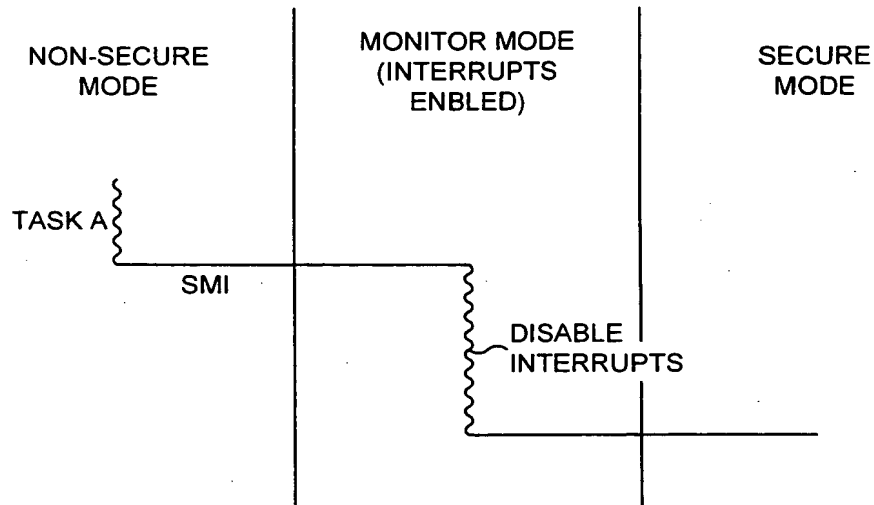 NON-SECURE
MODE
MONITOR MODE
(INTERRUPTS
ENBLED)
SECURE
MODE
TASK A
SMI
DISABLE
INTERRUPTS